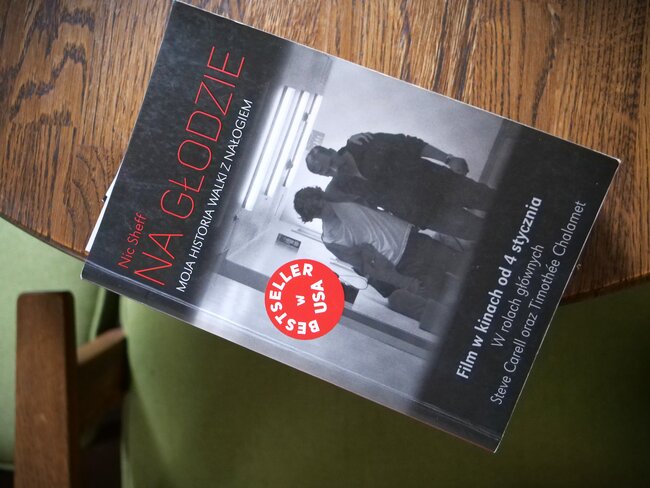 Nic Sheff
NA GŁODZIE
MOJA HISTORIA WALKI Z NAŁOGIEM
BESTSELLER
W
USA
Film w kinach od 4 stycznia
W rolach głównych
Steve Carell oraz Timothée Chalamet